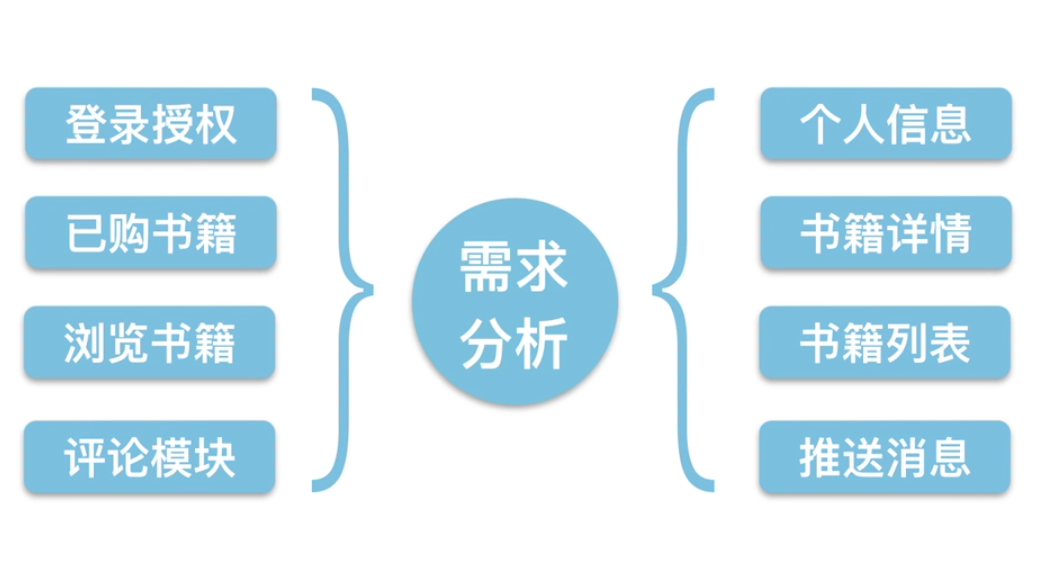 登录授权
已购书籍
浏览书籍
评论模块
需求
分析
个人信息
书籍详情
书籍列表
推送消息